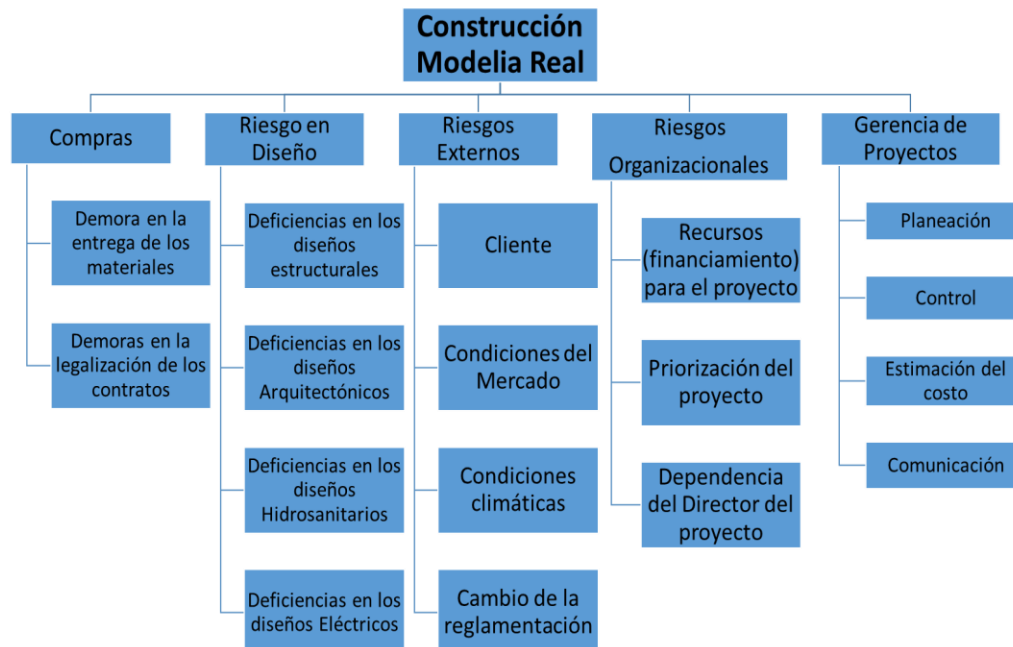 Construcción
Modelia Real
Compras
Demora en la
entrega de los
materiales
Demoras en la
legalización de los
contratos
Riesgo en
Diseño
Deficiencias en los
diseños
estructurales
Deficiencias en los
diseños
Arquitectónicos
Deficiencias en los
diseños
Hidrosanitarios
Deficiencias en los
diseños Eléctricos
Riesgos
Externos
Cliente
Condiciones del
Mercado
Condiciones
climáticas
Cambio de la
reglamentación
Riesgos
Organizacionales
Recursos
(financiamiento)
para el proyecto
Priorización del
proyecto
Dependencia
del Director del
proyecto
Gerencia de
Proyectos
Planeación
Control
Estimación del
costo
Comunicación